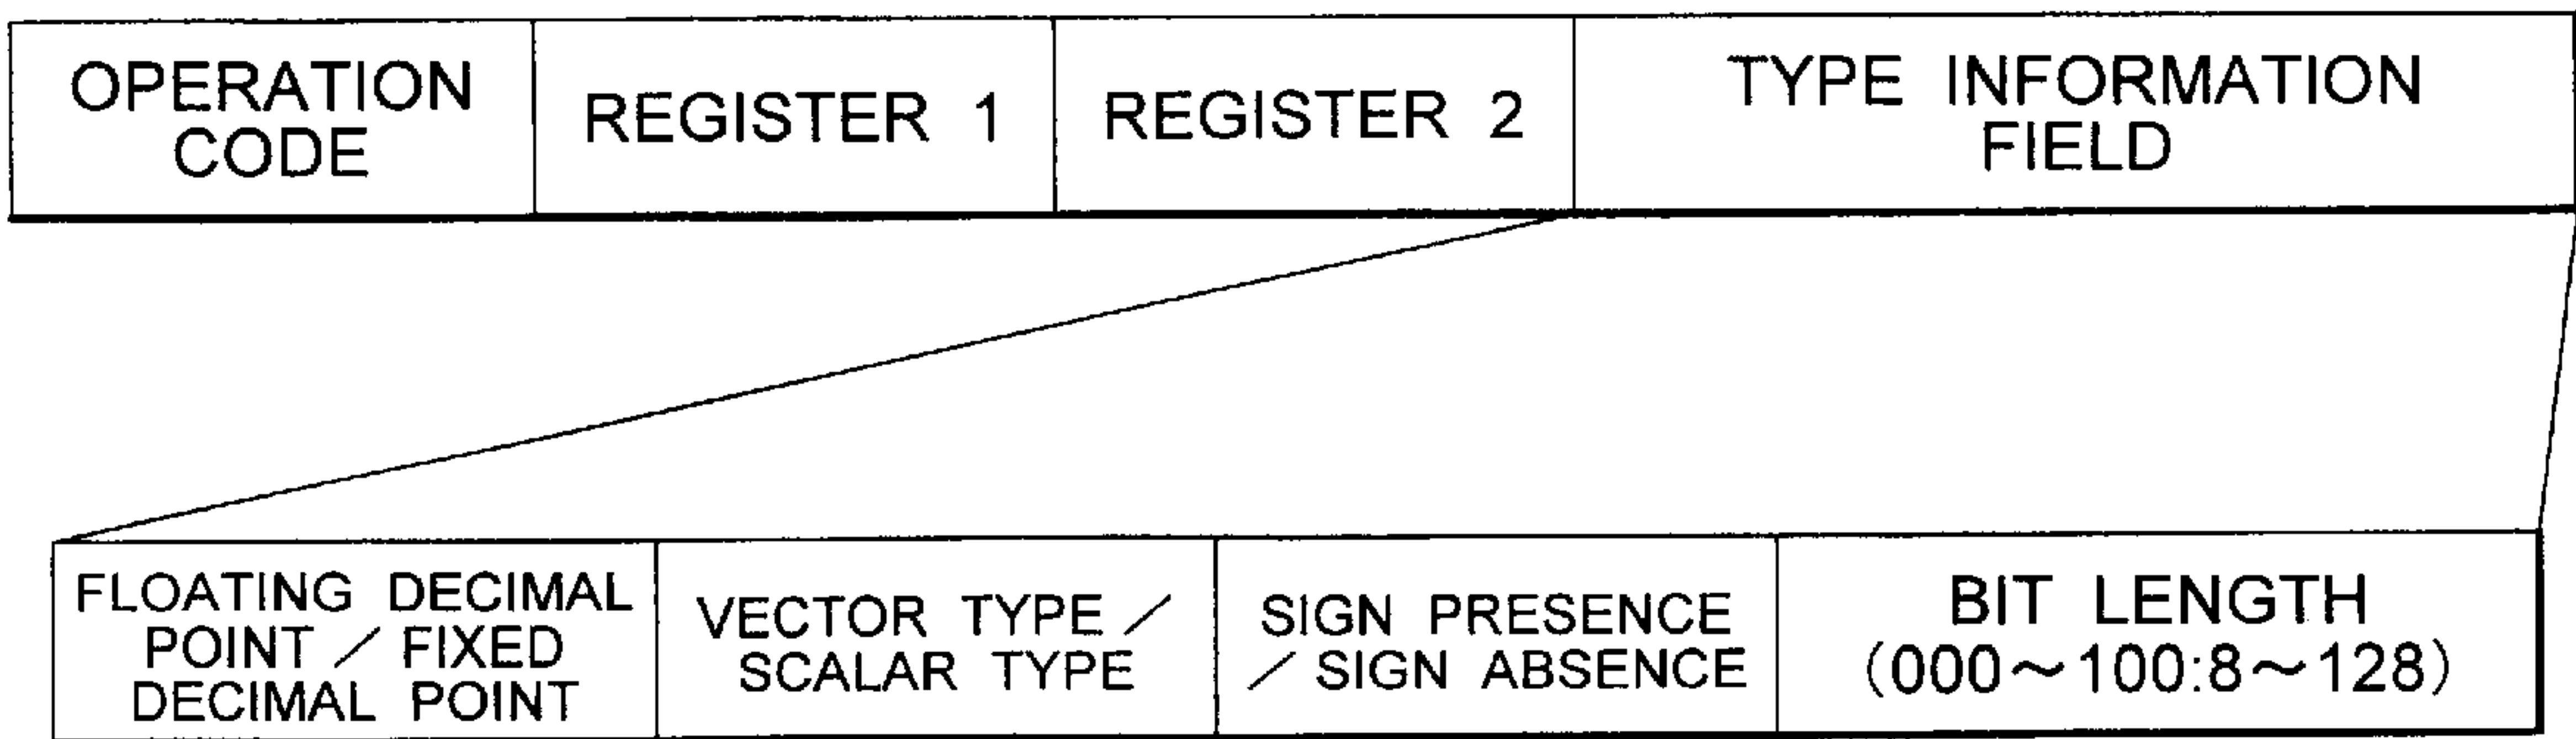 OPERATION
CODE
REGISTER 1
REGISTER 2
TYPE INFORMATION
FIELD
FLOATING DECIMAL
POINT / FIXED
DECIMAL POINT
VECTOR TYPE /
SCALAR TYPE
SIGN PRESENCE
/ SIGN ABSENCE
BIT LENGTH
(000~100:8~128)